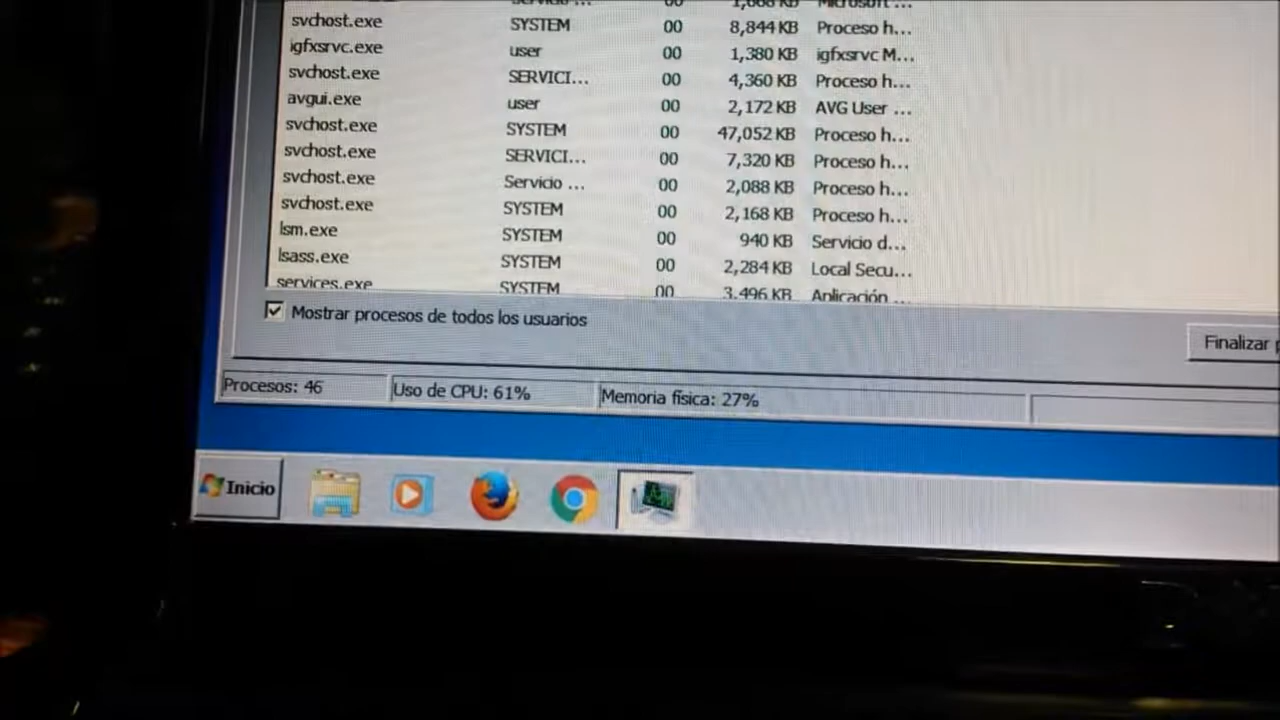 1,668 KB Microsoft ...
svchost.exe SYSTEM 00 8,844 KB Proceso h...
igfxsrvc.exe user 00 1,380 KB igfxsrvc M...
svchost.exe SERVICI... 00 4,360 KB Proceso h...
avgui.exe user 00 2,172 KB AVG User ...
svchost.exe SYSTEM 00 47,052 KB Proceso h...
svchost.exe SERVICI... 00 7,320 KB Proceso h...
svchost.exe Servicio ... 00 2,088 KB Proceso h...
svchost.exe SYSTEM 00 2,168 KB Proceso h...
lsm.exe SYSTEM 00 940 KB Servicio d...
lsass.exe SYSTEM 00 2,284 KB Local Secu...
services.exe SYSTEM 00 3,496 KB Aplicación ...
Mostrar procesos de todos los usuarios
Finalizar
Procesos: 46 Uso de CPU: 61% Memoria física: 27%
Inicio